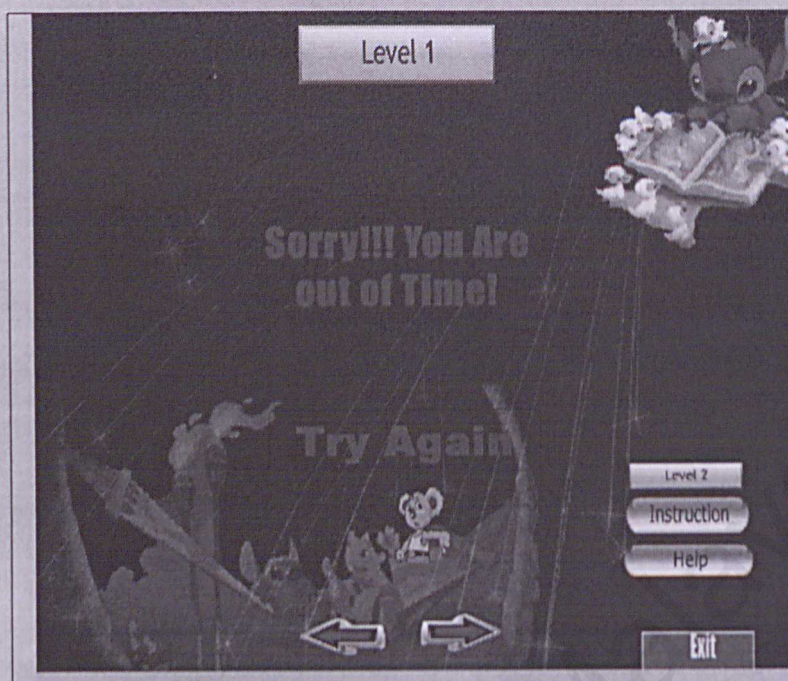 Level 1
Sorry!!! You Are
out of Time!
Try Again
Level 2
Instruction
Help
Exit